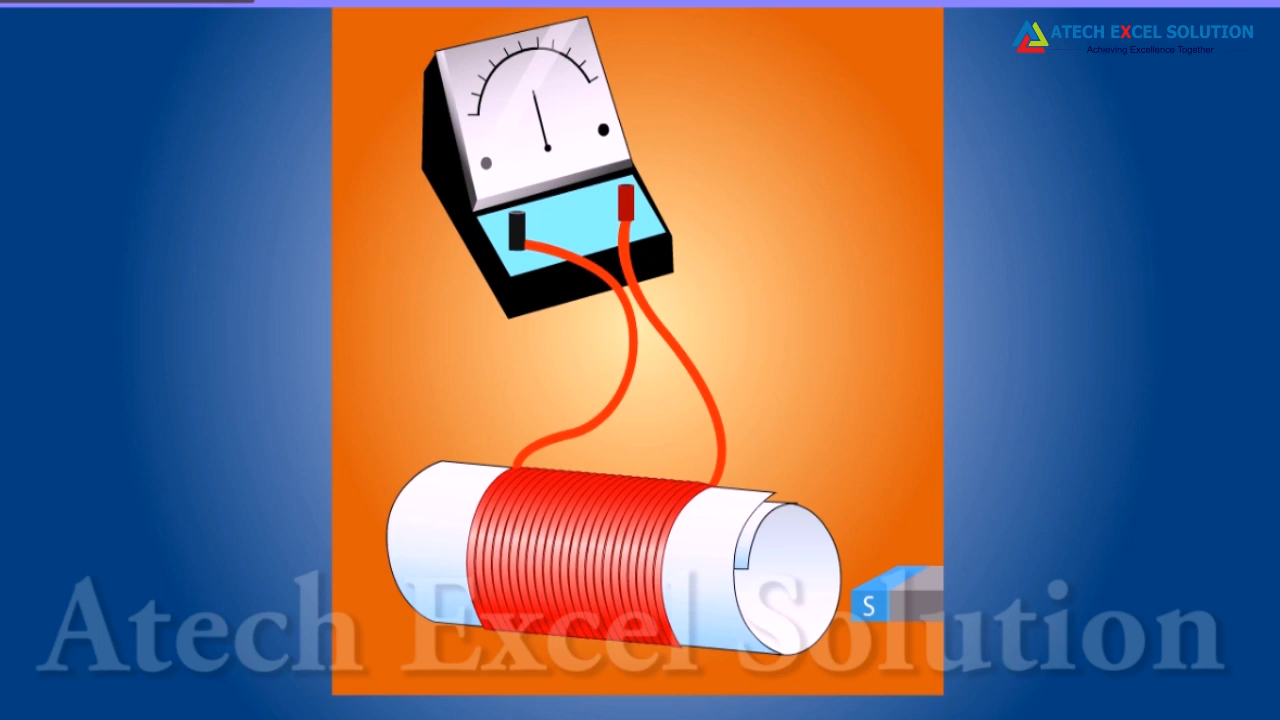 ATECH EXCEL SOLUTION
Achieving Excellence Together
S
Atech Excel Solution